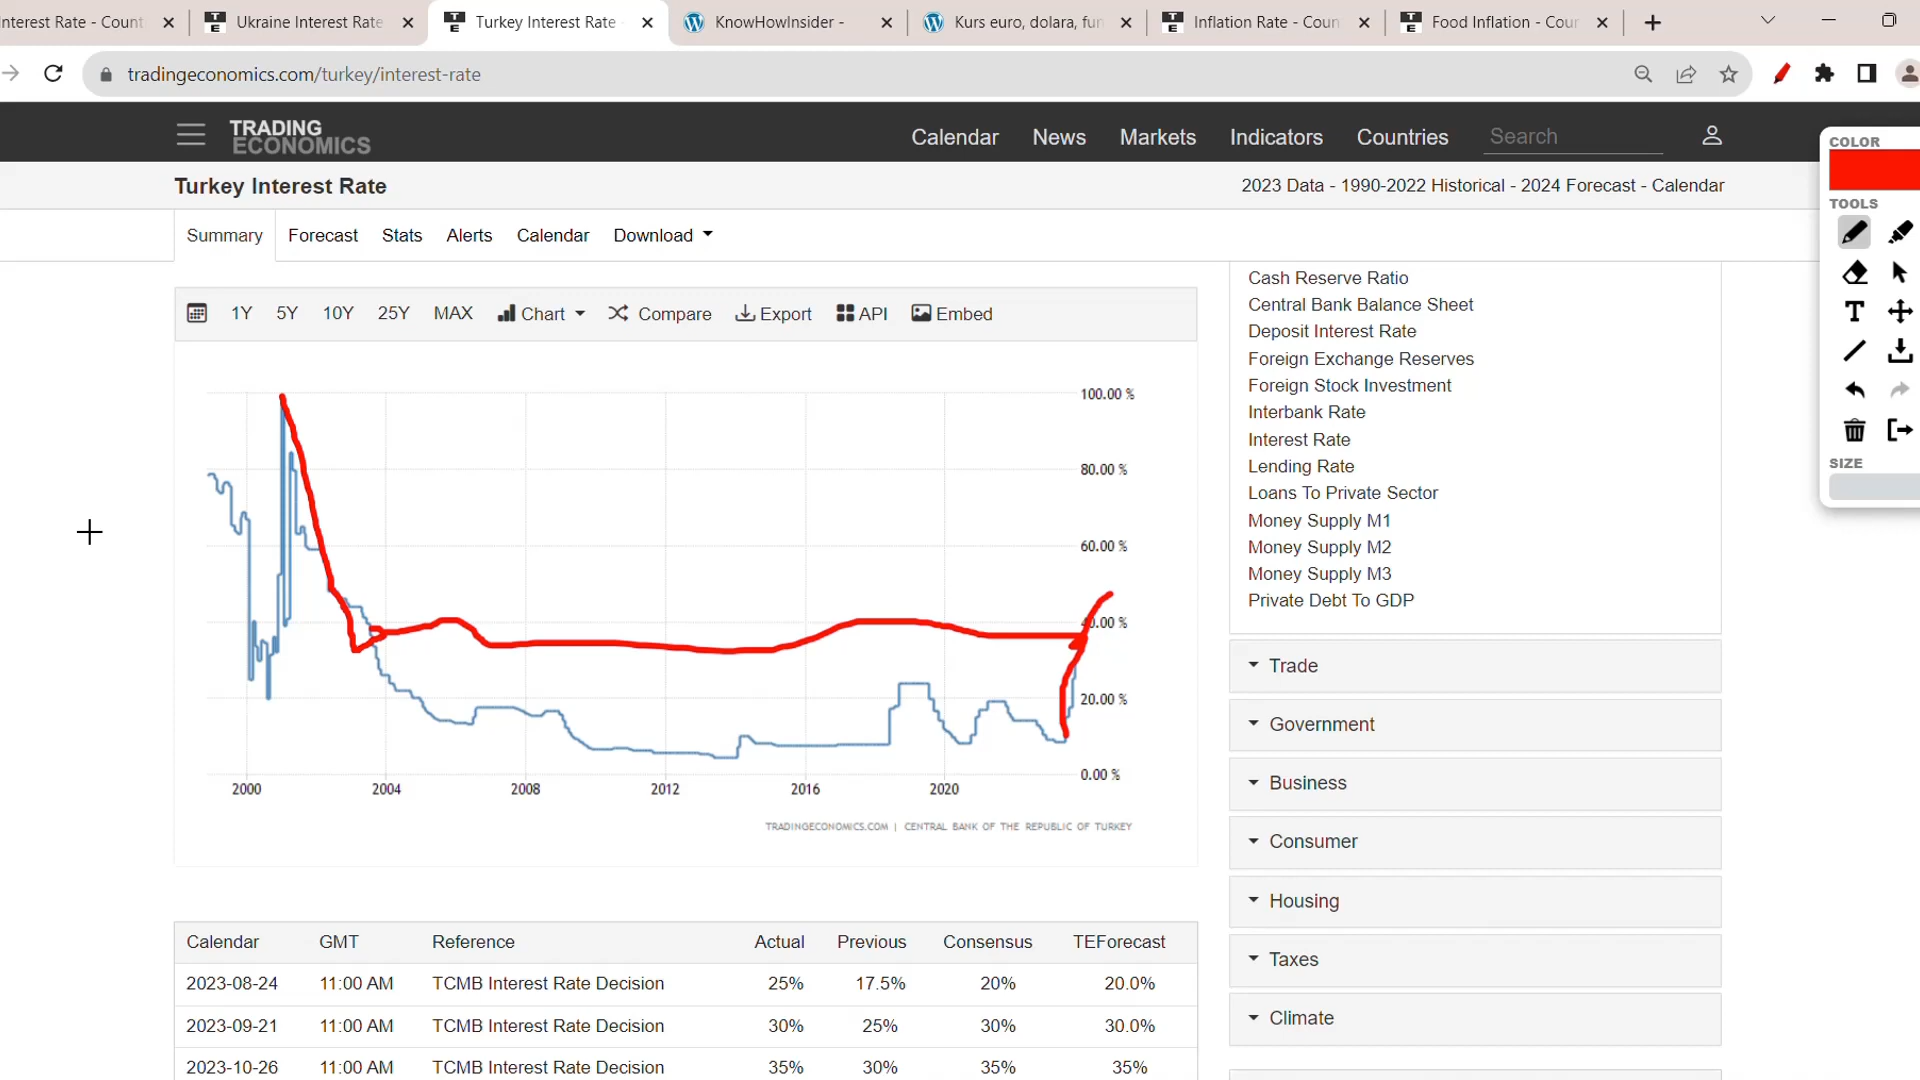 nterest Rate - Count
Ukraine Interest Rate
Turkey Interest Rate
KnowHowInsider -
Kurs euro, dolara, fun
Inflation Rate - Coun
Food Inflation - Cour
tradingeconomics.com/turkey/interest-rate
TRADING
ECONOMICS
Calendar
News
Markets
Indicators
Countries
Search
COLOR
TOOLS
T
SIZE
Turkey Interest Rate
2023 Data - 1990-2022 Historical - 2024 Forecast - Calendar
Summary
Forecast
Stats
Alerts
Calendar
Download
1Y
5Y
10Y
25Y
MAX
Chart
Compare
Export
API
Embed
100.00 %
80.00 %
60.00 %
40.00 %
20.00 %
0.00 %
2000
2004
2008
2012
2016
2020
TRADINGECONOMICS.COM | CENTRAL BANK OF THE REPUBLIC OF TURKEY
Cash Reserve Ratio
Central Bank Balance Sheet
Deposit Interest Rate
Foreign Exchange Reserves
Foreign Stock Investment
Interbank Rate
Interest Rate
Lending Rate
Loans To Private Sector
Money Supply M1
Money Supply M2
Money Supply M3
Private Debt To GDP
Trade
Government
Business
Consumer
Housing
Taxes
Climate
Calendar GMT Reference Actual Previous Consensus TEForecast
2023-08-24 11:00 AM TCMB Interest Rate Decision 25% 17.5% 20% 20.0%
2023-09-21 11:00 AM TCMB Interest Rate Decision 30% 25% 30% 30.0%
2023-10-26 11:00 AM TCMB Interest Rate Decision 35% 30% 35% 35%